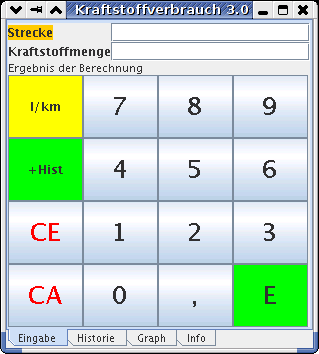 Kraftstoffverbrauch 3.0
Strecke
Kraftstoffmenge
Ergebnis der Berechnung
l/km 7 8 9
+Hist 4 5 6
CE 1 2 3
CA 0 , E
Eingabe Historie Graph Info